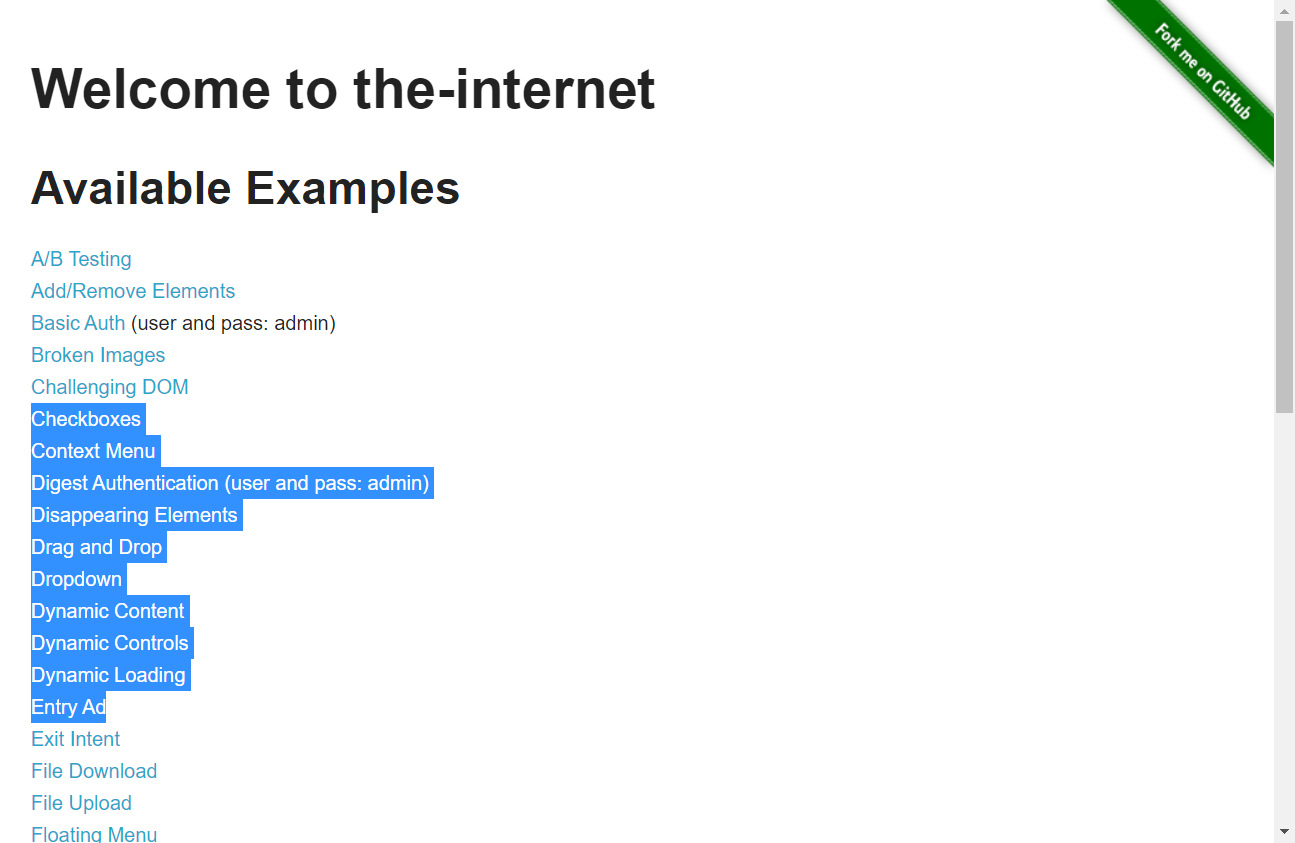 Fork me on GitHub
Welcome to the-internet
Available Examples
A/B Testing
Add/Remove Elements
Basic Auth (user and pass: admin)
Broken Images
Challenging DOM
Checkboxes
Context Menu
Digest Authentication (user and pass: admin)
Disappearing Elements
Drag and Drop
Dropdown
Dynamic Content
Dynamic Controls
Dynamic Loading
Entry Ad
Exit Intent
File Download
File Upload
Floating Menu